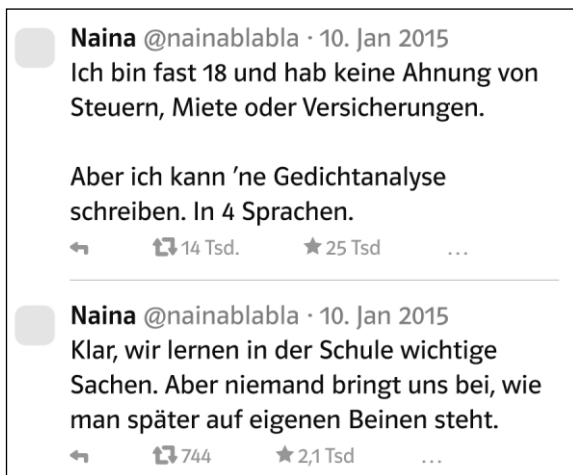 Naina @nainablabla · 10. Jan 2015
Ich bin fast 18 und hab keine Ahnung von
Steuern, Miete oder Versicherungen.
Aber ich kann ’ne Gedichtanalyse
schreiben. In 4 Sprachen.
14 Tsd. 25 Tsd ...
Naina @nainablabla · 10. Jan 2015
Klar, wir lernen in der Schule wichtige
Sachen. Aber niemand bringt uns bei, wie
man später auf eigenen Beinen steht.
744 2,1 Tsd ...